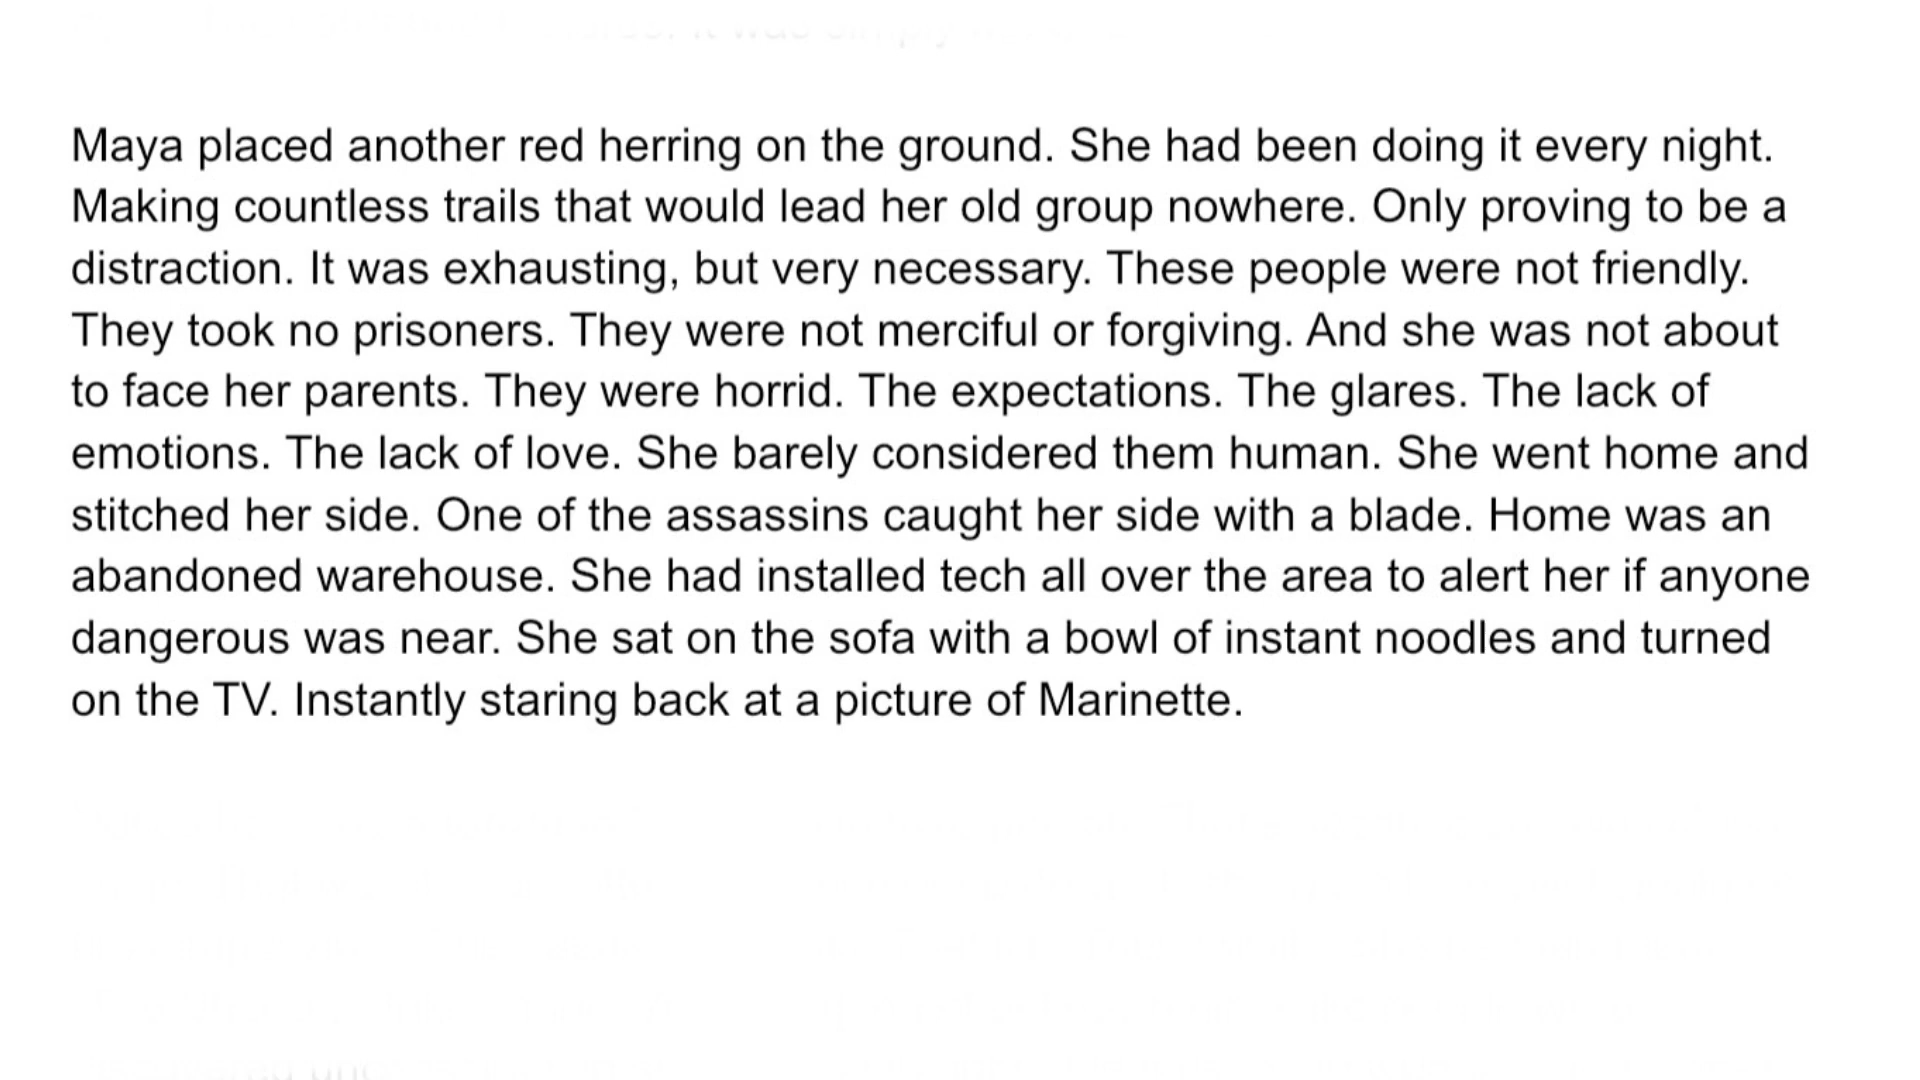 Maya placed another red herring on the ground. She had been doing it every night.
Making countless trails that would lead her old group nowhere. Only proving to be a
distraction. It was exhausting, but very necessary. These people were not friendly.
They took no prisoners. They were not merciful or forgiving. And she was not about
to face her parents. They were horrid. The expectations. The glares. The lack of
emotions. The lack of love. She barely considered them human. She went home and
stitched her side. One of the assassins caught her side with a blade. Home was an
abandoned warehouse. She had installed tech all over the area to alert her if anyone
dangerous was near. She sat on the sofa with a bowl of instant noodles and turned
on the TV. Instantly staring back at a picture of Marinette.